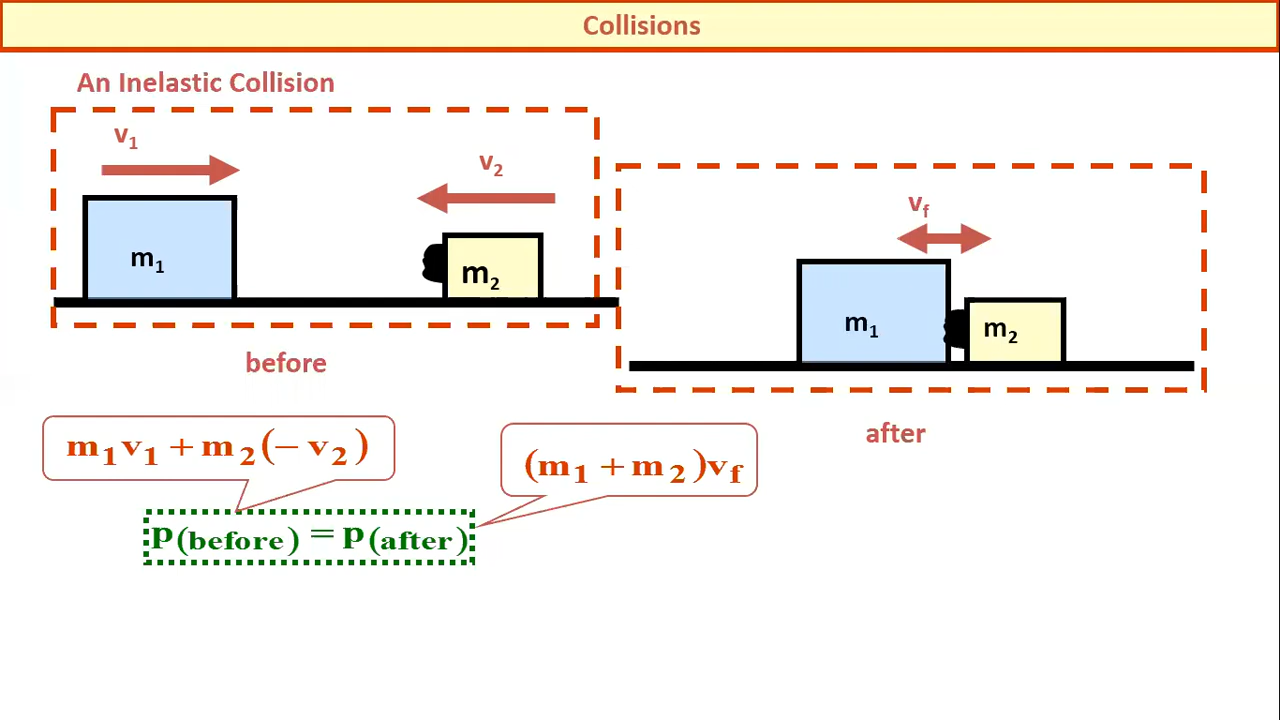 Collisions
An Inelastic Collision
v₁
v₂
m₁
m₂
before
v_f
m₁
m₂
after
m₁v₁ + m₂(− v₂)
(m₁ + m₂)v_f
p(before) = p(after)